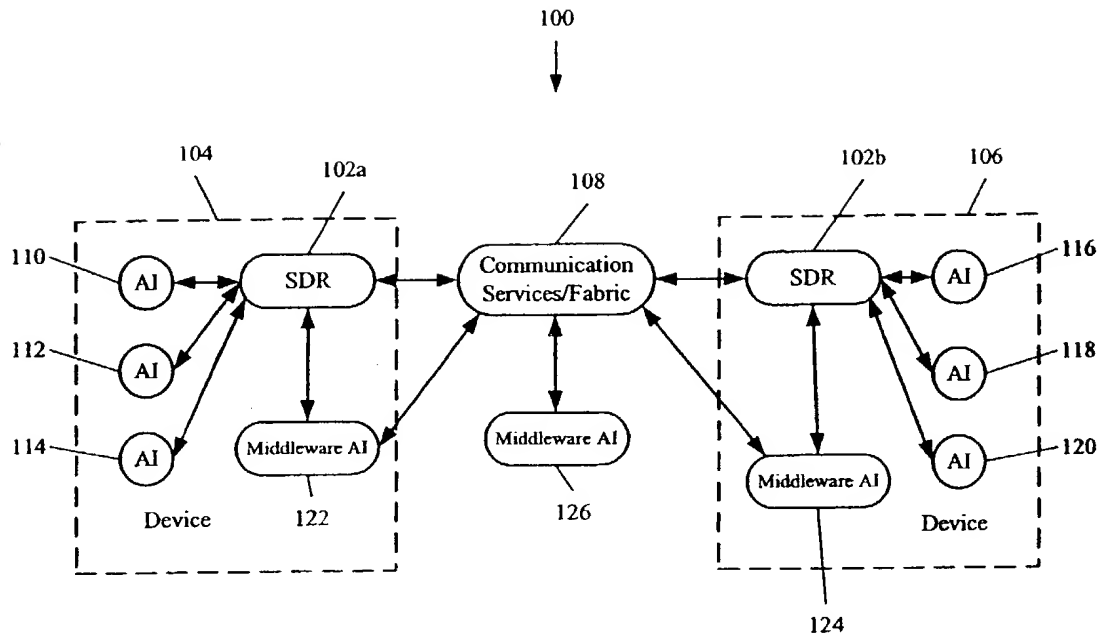 100
104
102a
108
102b
106
110
AI
SDR
Communication
Services/Fabric
SDR
AI
116
112
AI
AI
118
114
AI
Middleware AI
Middleware AI
Middleware AI
AI
120
Device
122
126
Device
124